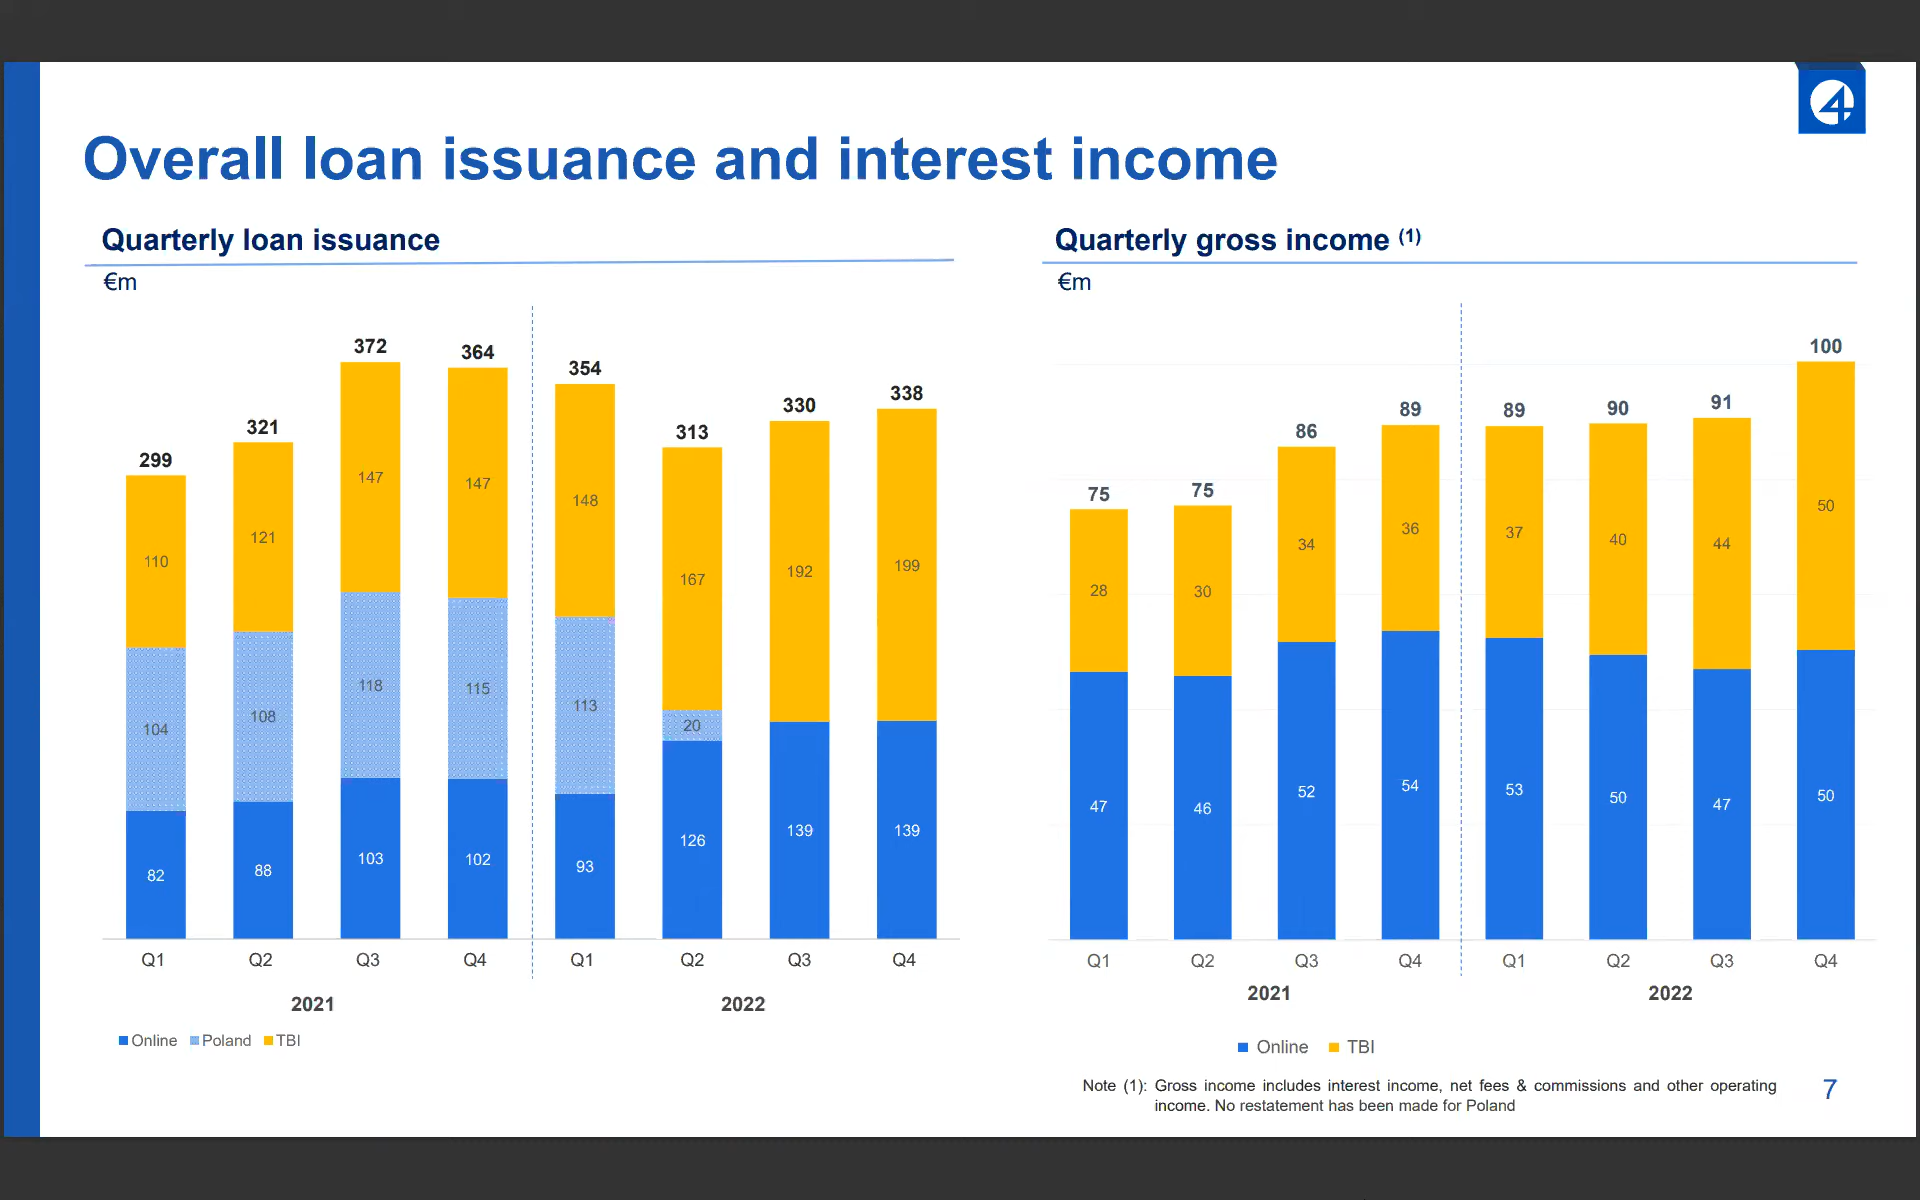 Overall loan issuance and interest income
Quarterly loan issuance
€m
299 321 372 364 354 313 330 338
110 121 147 147 148 167 192 199
104 108 118 115 113 20
82 88 103 102 93 126 139 139
Q1 Q2 Q3 Q4 Q1 Q2 Q3 Q4
2021 2022
Online Poland TBI
Quarterly gross income (1)
€m
75 75 86 89 89 90 91 100
28 30 34 36 37 40 44 50
47 46 52 54 53 50 47 50
Q1 Q2 Q3 Q4 Q1 Q2 Q3 Q4
2021 2022
Online TBI
Note (1): Gross income includes interest income, net fees & commissions and other operating
income. No restatement has been made for Poland
7